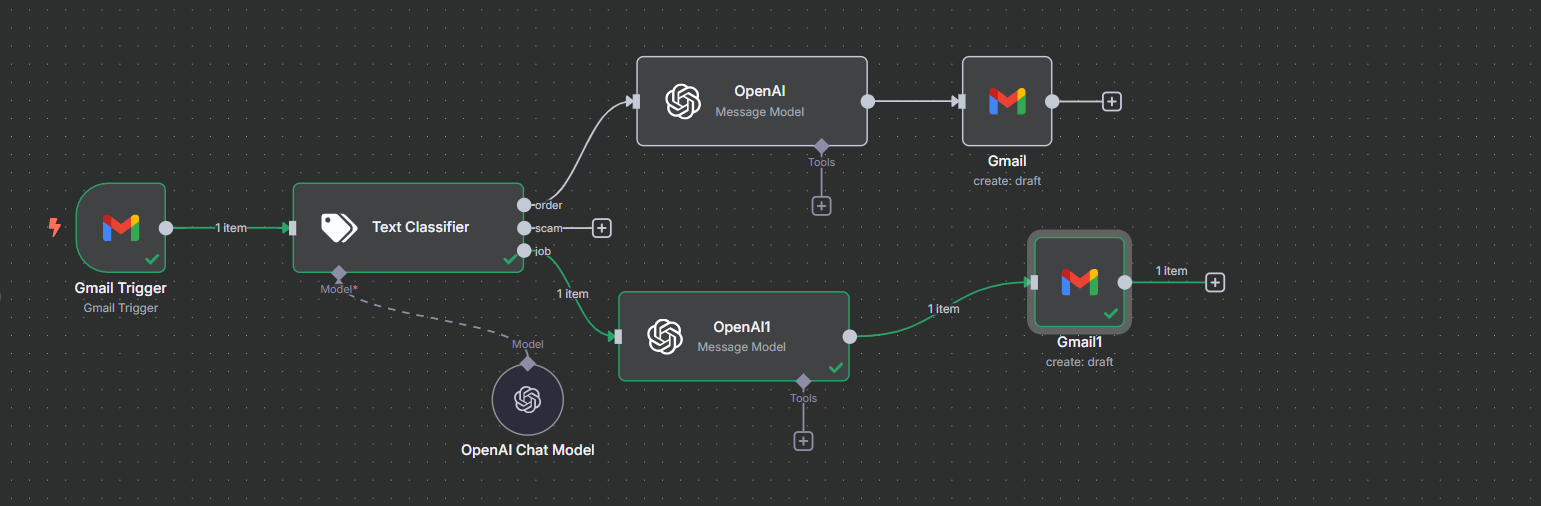 OpenAI
Message Model
Tools
Gmail
create: draft
order
scam
job
Text Classifier
Model*
1 item
Gmail Trigger
Gmail Trigger
1 item
OpenAI1
Message Model
Tools
1 item
1 item
Gmail1
create: draft
Model
OpenAI Chat Model